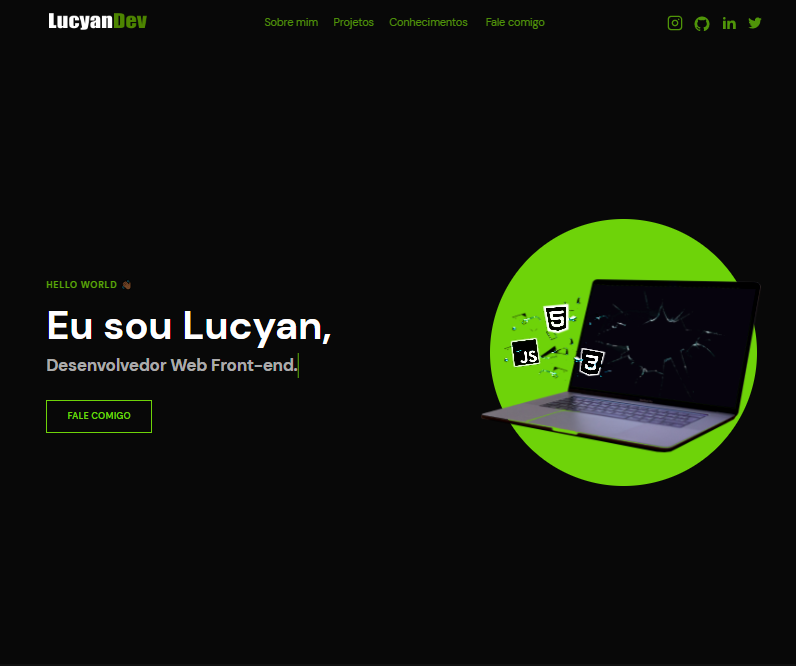 LucyanDev
Sobre mim Projetos Conhecimentos Fale comigo
HELLO WORLD 👋🏾
Eu sou Lucyan,
Desenvolvedor Web Front-end.
FALE COMIGO
5
JS
3